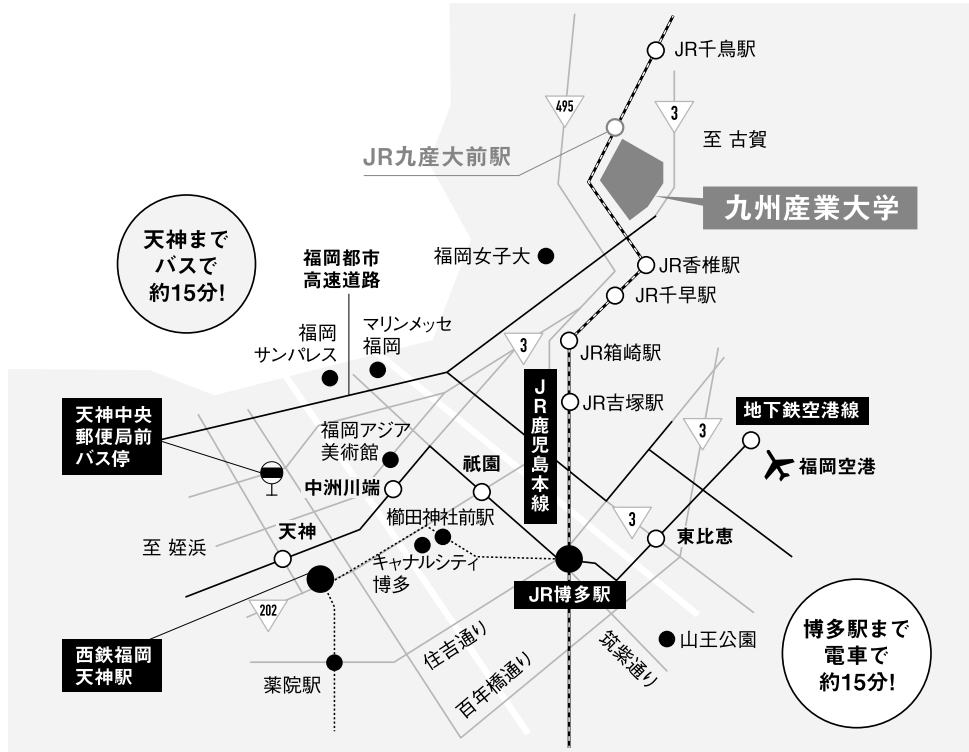 JR千鳥駅
495
3
至 古賀
JR九産大前駅
九州産業大学
天神まで
バスで
約15分!
福岡都市
高速道路
福岡女子大
JR香椎駅
JR千早駅
マリンメッセ
福岡
福岡
サンパレス
3
JR箱崎駅
JR鹿児島本線
JR吉塚駅
地下鉄空港線
天神中央
郵便局前
バス停
福岡アジア
美術館
3
福岡空港
祇園
中洲川端
櫛田神社前駅
3
東比恵
天神
至 姪浜
キャナルシティ
博多
JR博多駅
202
西鉄福岡
天神駅
住吉通り
百年橋通り
筑紫通り
山王公園
薬院駅
博多駅まで
電車で
約15分!